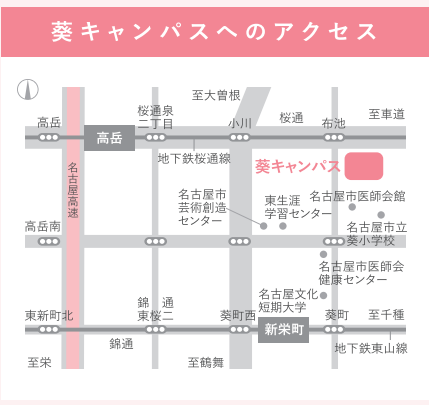 葵キャンパスへのアクセス
至大曽根
高岳
桜通泉
二丁目
小川
桜通
布池
至車道
高岳
地下鉄桜通線
葵キャンパス
名古屋高速
名古屋市
芸術創造
センター
東生涯
学習センター
名古屋市医師会館
名古屋市立
葵小学校
高岳南
名古屋市医師会
健康センター
名古屋文化
短期大学
東新町北
錦通
東桜二
葵町西
新栄町
葵町
至千種
錦通
地下鉄東山線
至栄
至鶴舞